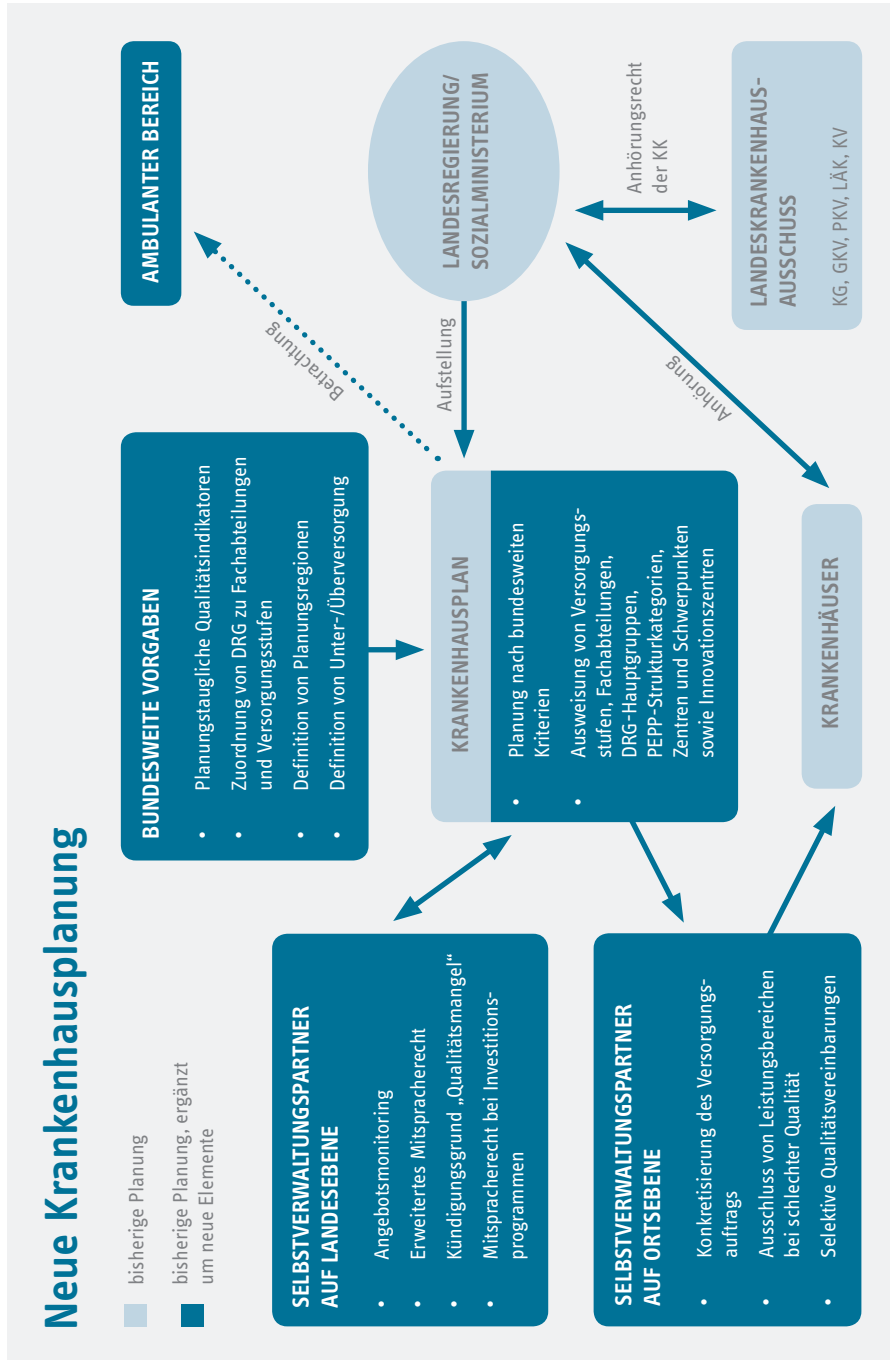 Neue Krankenhausplanung
bisherige Planung
bisherige Planung, ergänzt
um neue Elemente
BUNDESWEITE VORGABEN
• Planungstaugliche Qualitätsindikatoren
• Zuordnung von DRG zu Fachabteilungen
und Versorgungsstufen
• Definition von Planungsregionen
• Definition von Unter-/Überversorgung
AMBULANTER BEREICH
Betrachtung
SELBSTVERWALTUNGSPARTNER
AUF LANDESEBENE
• Angebotsmonitoring
• Erweitertes Mitspracherecht
• Kündigungsgrund „Qualitätsmangel“
• Mitspracherecht bei Investitions-
programmen
KRANKENHAUSPLAN
• Planung nach bundesweiten
Kriterien
• Ausweisung von Versorgungs-
stufen, Fachabteilungen,
DRG-Hauptgruppen,
PEPP-Strukturkategorien,
Zentren und Schwerpunkten
sowie Innovationszentren
Aufstellung
LANDESREGIERUNG/
SOZIALMINISTERIUM
Anhörungsrecht
der KK
Anhörung
SELBSTVERWALTUNGSPARTNER
AUF ORTSEBENE
• Konkretisierung des Versorgungs-
auftrags
• Ausschluss von Leistungsbereichen
bei schlechter Qualität
• Selektive Qualitätsvereinbarungen
KRANKENHÄUSER
LANDESKRANKENHAUS-
AUSSCHUSS
KG, GKV, PKV, LÄK, KV